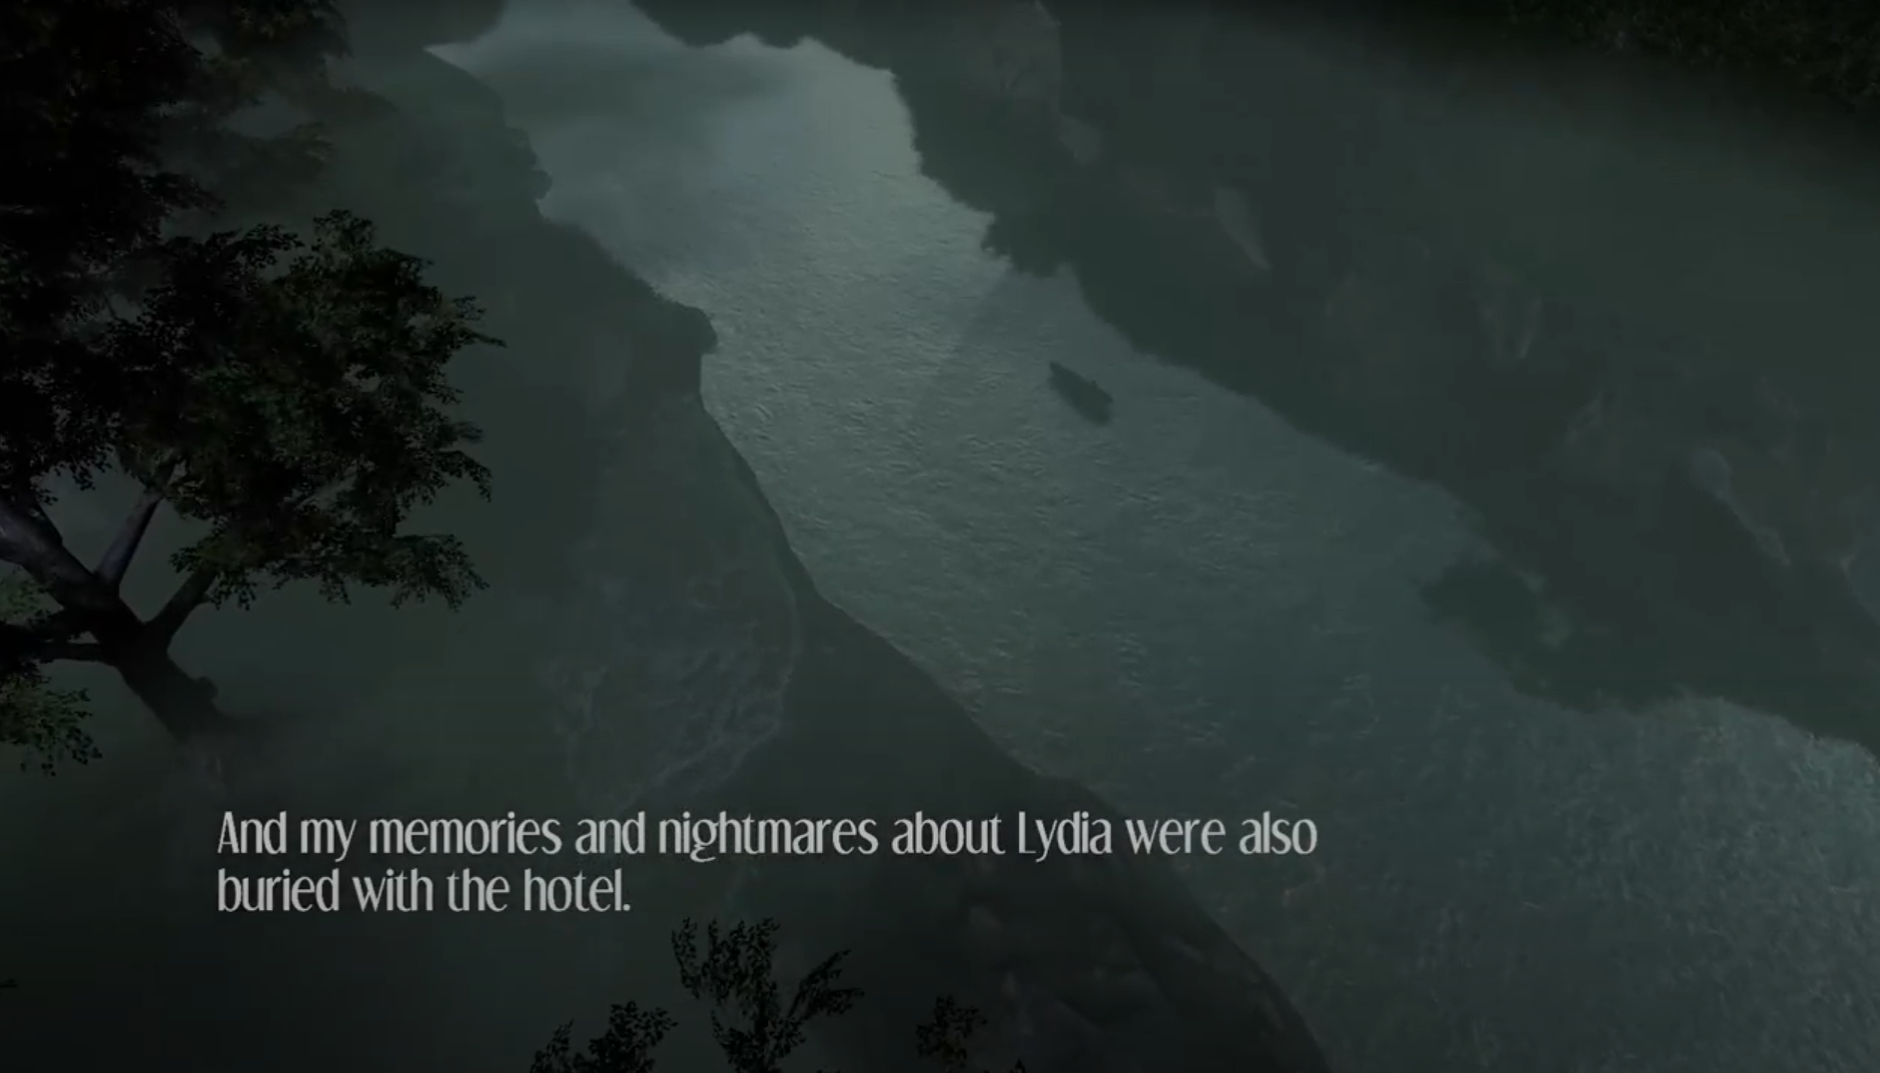 And my memories and nightmares about Lydia were also
buried with the hotel.